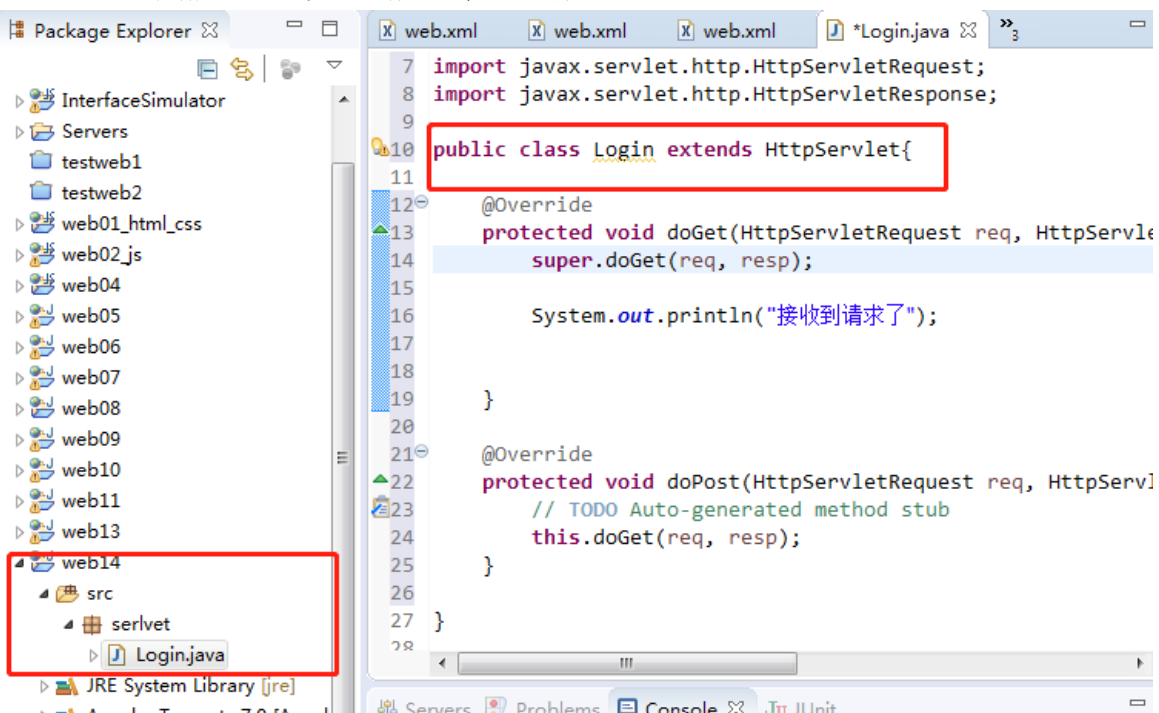 Package Explorer
InterfaceSimulator
Servers
testweb1
testweb2
web01_html_css
web02_js
web04
web05
web06
web07
web08
web09
web10
web11
web13
web14
src
serlvet
Login.java
JRE System Library [jre]
web.xml web.xml web.xml *Login.java »3
7 import javax.servlet.http.HttpServletRequest;
8 import javax.servlet.http.HttpServletResponse;
9
10 public class Login extends HttpServlet{
11
12 @Override
13 protected void doGet(HttpServletRequest req, HttpServle
14 super.doGet(req, resp);
15
16 System.out.println("接收到请求了");
17
18
19 }
20
21 @Override
22 protected void doPost(HttpServletRequest req, HttpServl
23 // TODO Auto-generated method stub
24 this.doGet(req, resp);
25 }
26
27 }
28
Servers Problems Console JUnit